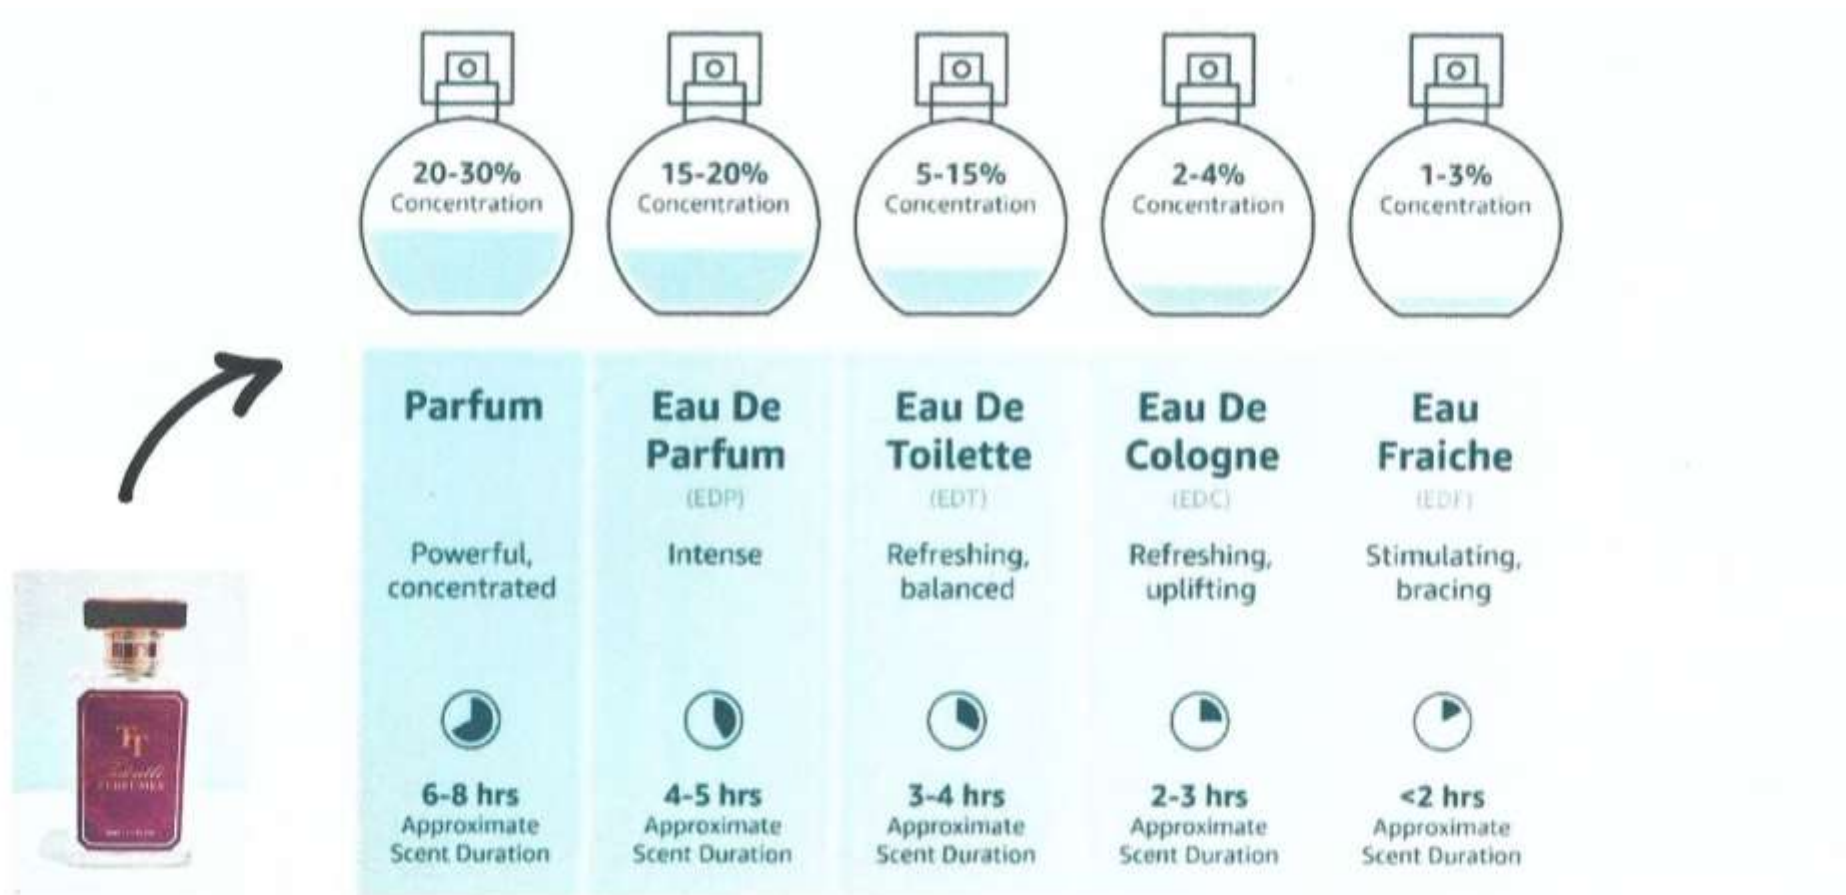 20-30%
Concentration
15-20%
Concentration
5-15%
Concentration
2-4%
Concentration
1-3%
Concentration
Parfum
Powerful,
concentrated
6-8 hrs
Approximate
Scent Duration
Eau De
Parfum
(EDP)
Intense
4-5 hrs
Approximate
Scent Duration
Eau De
Toilette
(EDT)
Refreshing,
balanced
3-4 hrs
Approximate
Scent Duration
Eau De
Cologne
(EDC)
Refreshing,
uplifting
2-3 hrs
Approximate
Scent Duration
Eau
Fraiche
(EDF)
Stimulating,
bracing
<2 hrs
Approximate
Scent Duration
PERFUMES